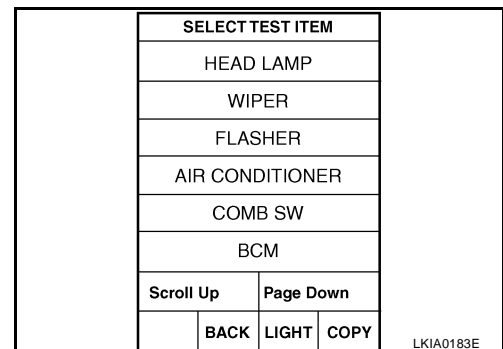 SELECT TEST ITEM
HEAD LAMP
WIPER
FLASHER
AIR CONDITIONER
COMB SW
BCM
Scroll Up Page Down
BACK LIGHT COPY
LKIA0183E